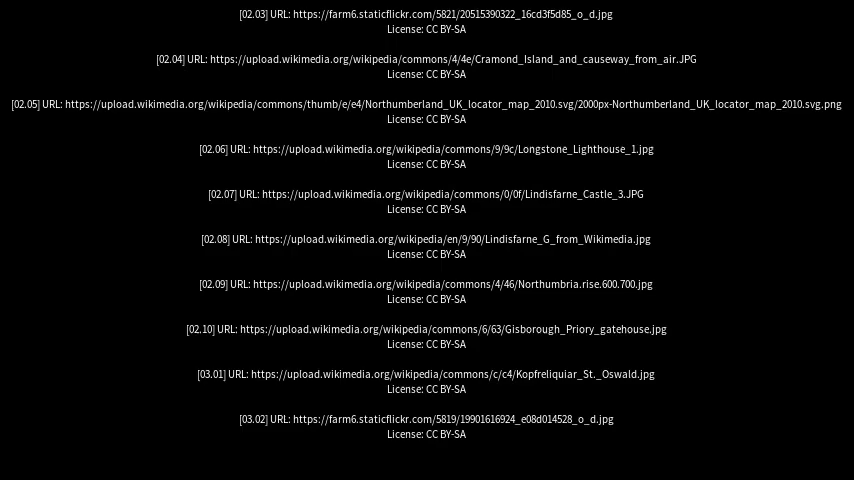 [02.03] URL: https://farm6.staticflickr.com/5821/20515390322_16cd3f5d85_o_d.jpg
License: CC BY-SA
[02.04] URL: https://upload.wikimedia.org/wikipedia/commons/4/4e/Cramond_Island_and_causeway_from_air.JPG
License: CC BY-SA
[02.05] URL: https://upload.wikimedia.org/wikipedia/commons/thumb/e/e4/Northumberland_UK_locator_map_2010.svg/2000px-Northumberland_UK_locator_map_2010.svg.png
License: CC BY-SA
[02.06] URL: https://upload.wikimedia.org/wikipedia/commons/9/9c/Longstone_Lighthouse_1.jpg
License: CC BY-SA
[02.07] URL: https://upload.wikimedia.org/wikipedia/commons/0/0f/Lindisfarne_Castle_3.JPG
License: CC BY-SA
[02.08] URL: https://upload.wikimedia.org/wikipedia/en/9/90/Lindisfarne_G_from_Wikimedia.jpg
License: CC BY-SA
[02.09] URL: https://upload.wikimedia.org/wikipedia/commons/4/46/Northumbria.rise.600.700.jpg
License: CC BY-SA
[02.10] URL: https://upload.wikimedia.org/wikipedia/commons/6/63/Gisborough_Priory_gatehouse.jpg
License: CC BY-SA
[03.01] URL: https://upload.wikimedia.org/wikipedia/commons/c/c4/Kopfreliquiar_St._Oswald.jpg
License: CC BY-SA
[03.02] URL: https://farm6.staticflickr.com/5819/19901616924_e08d014528_o_d.jpg
License: CC BY-SA